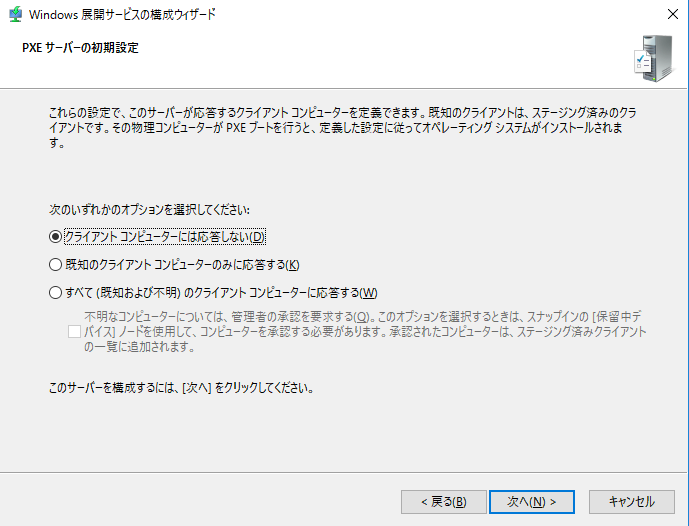 Windows 展開サービスの構成ウィザード
PXE サーバーの初期設定
これらの設定で、このサーバーが応答するクライアント コンピューターを定義できます。既知のクライアントは、ステージング済みのクラ
イアントです。その物理コンピューターが PXE ブートを行うと、定義した設定に従ってオペレーティング システムがインストールされま
す。
次のいずれかのオプションを選択してください:
クライアント コンピューターには応答しない(D)
既知のクライアント コンピューターのみに応答する(K)
すべて (既知および不明) のクライアント コンピューターに応答する(W)
不明なコンピューターについては、管理者の承認を要求する(Q)。このオプションを選択するときは、スナップインの [保留中デ
バイス] ノードを使用して、コンピューターを承認する必要があります。承認されたコンピューターは、ステージング済みクライアント
の一覧に追加されます。
このサーバーを構成するには、[次へ] をクリックしてください。
< 戻る(B)
次へ(N) >
キャンセル